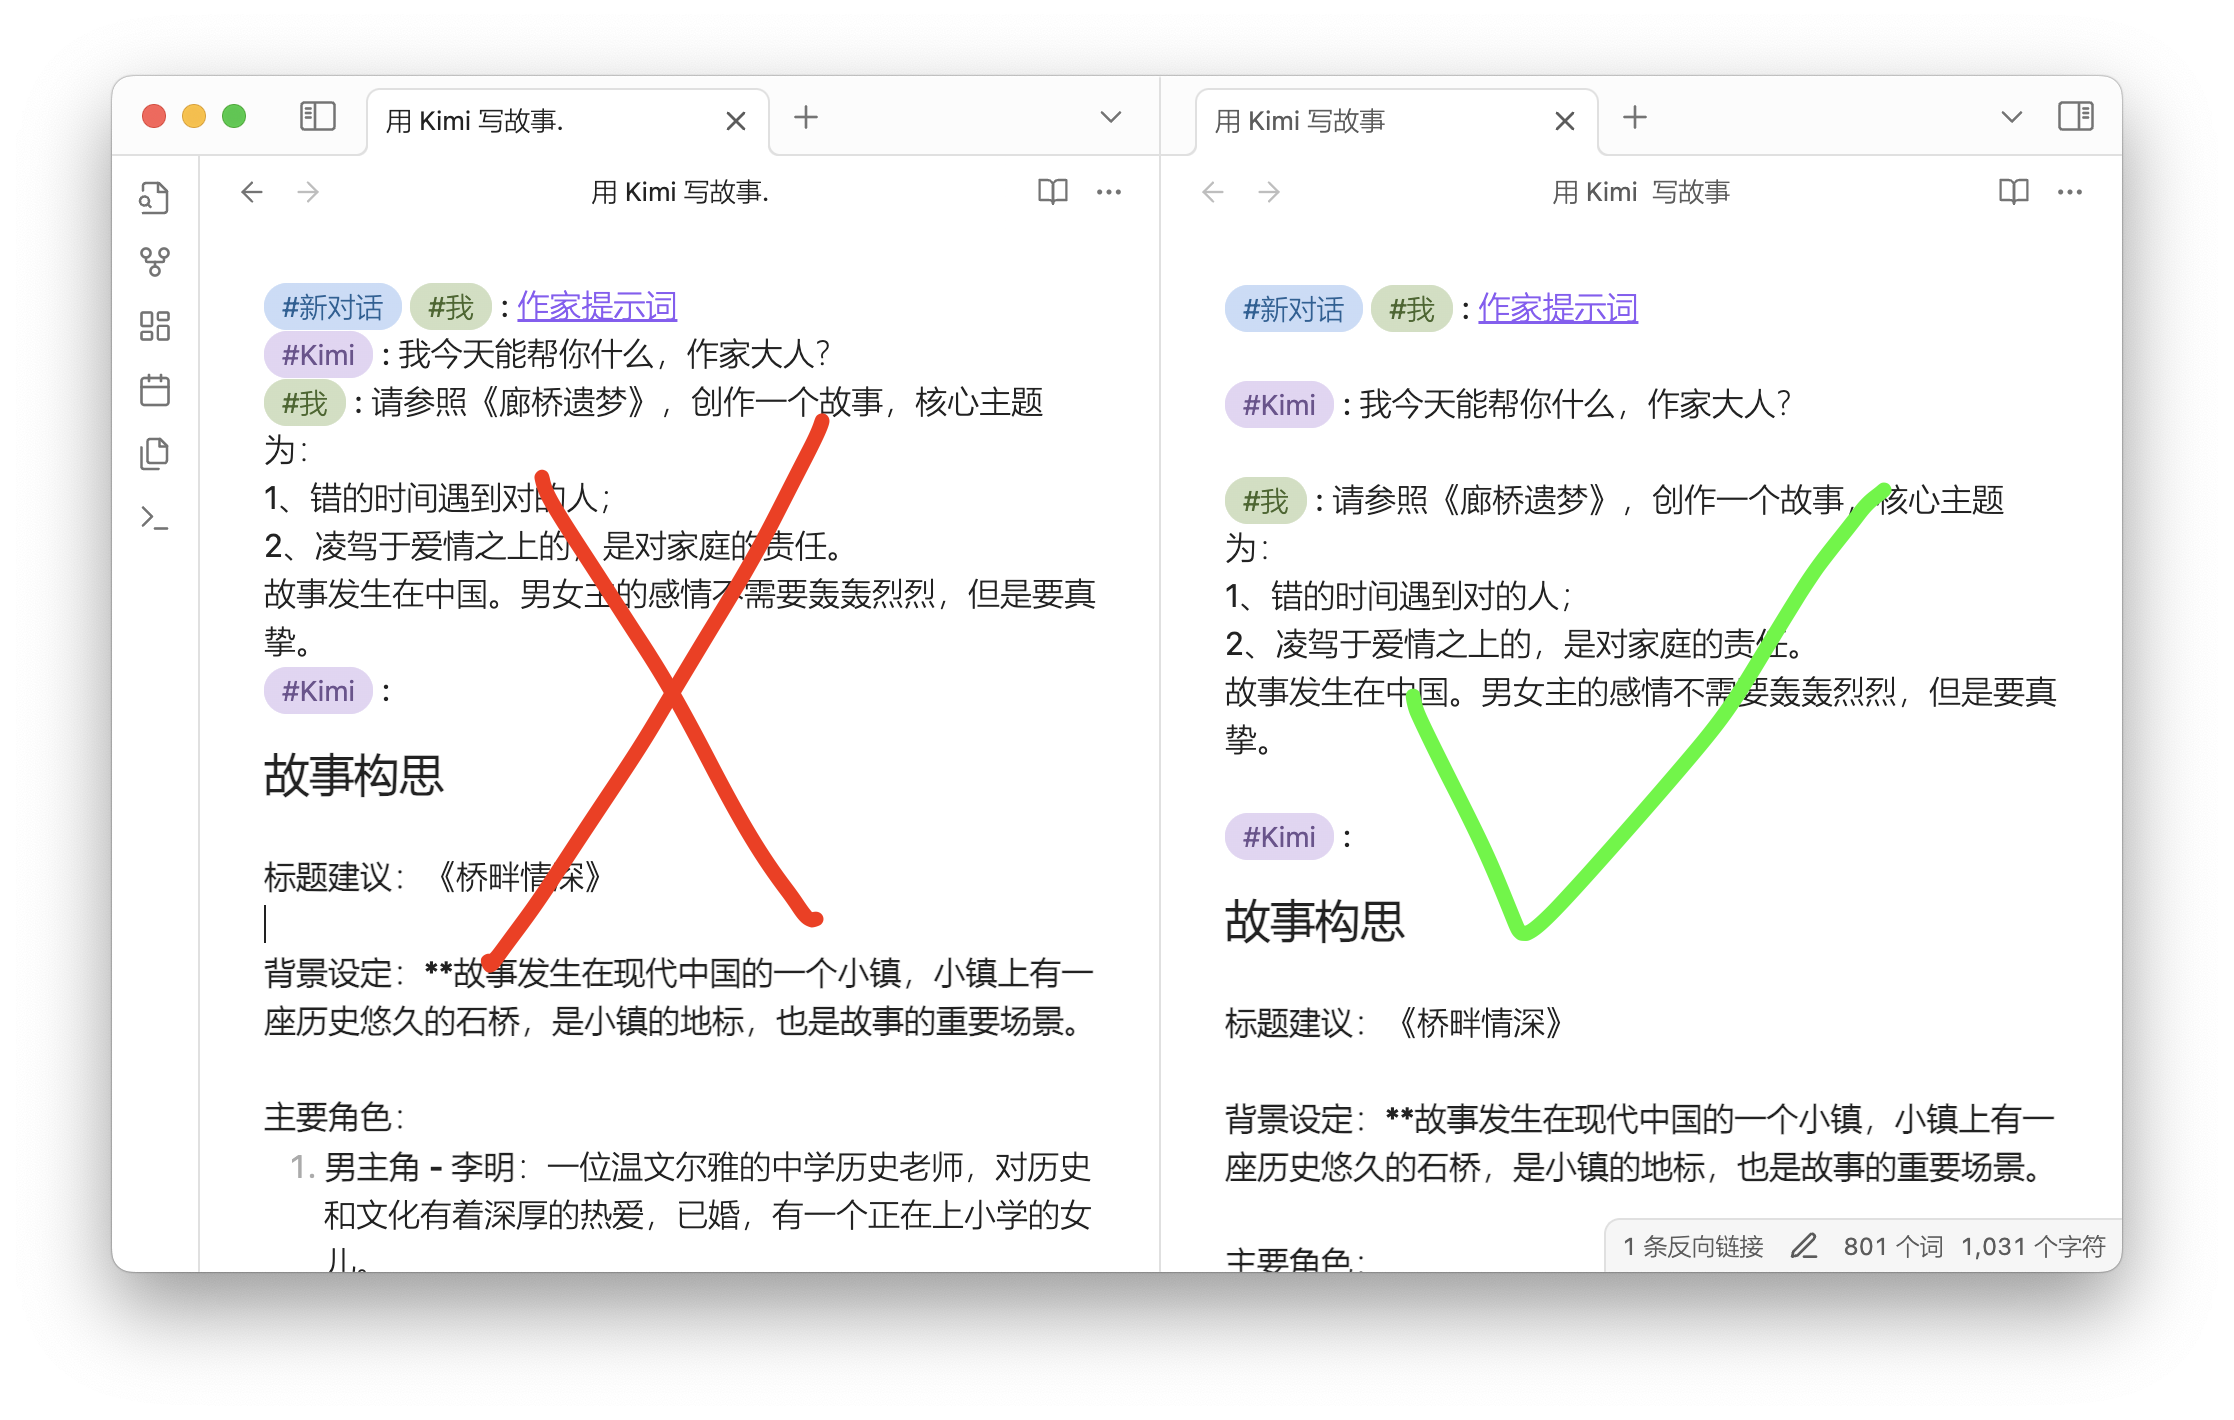 用 Kimi 写故事.
用 Kimi 写故事
用 Kimi 写故事.
#新对话 #我 : 作家提示词
#Kimi : 我今天能帮你什么，作家大人？
#我 : 请参照《廊桥遗梦》，创作一个故事，核心主题
为：
1、错的时间遇到对的人；
2、凌驾于爱情之上的，是对家庭的责任。
故事发生在中国。男女主的感情不需要轰轰烈烈，但是要真
挚。
#Kimi :
故事构思
标题建议：《桥畔情深》
背景设定：**故事发生在现代中国的一个小镇，小镇上有一
座历史悠久的石桥，是小镇的地标，也是故事的重要场景。
主要角色：
1. 男主角 - 李明：一位温文尔雅的中学历史老师，对历史
和文化有着深厚的热爱，已婚，有一个正在上小学的女
儿。
用 Kimi 写故事
#新对话 #我 : 作家提示词
#Kimi : 我今天能帮你什么，作家大人？
#我 : 请参照《廊桥遗梦》，创作一个故事，核心主题
为：
1、错的时间遇到对的人；
2、凌驾于爱情之上的，是对家庭的责任。
故事发生在中国。男女主的感情不需要轰轰烈烈，但是要真
挚。
#Kimi :
故事构思
标题建议：《桥畔情深》
背景设定：**故事发生在现代中国的一个小镇，小镇上有一
座历史悠久的石桥，是小镇的地标，也是故事的重要场景。
主要角色：
1 条反向链接 801 个词 1,031 个字符